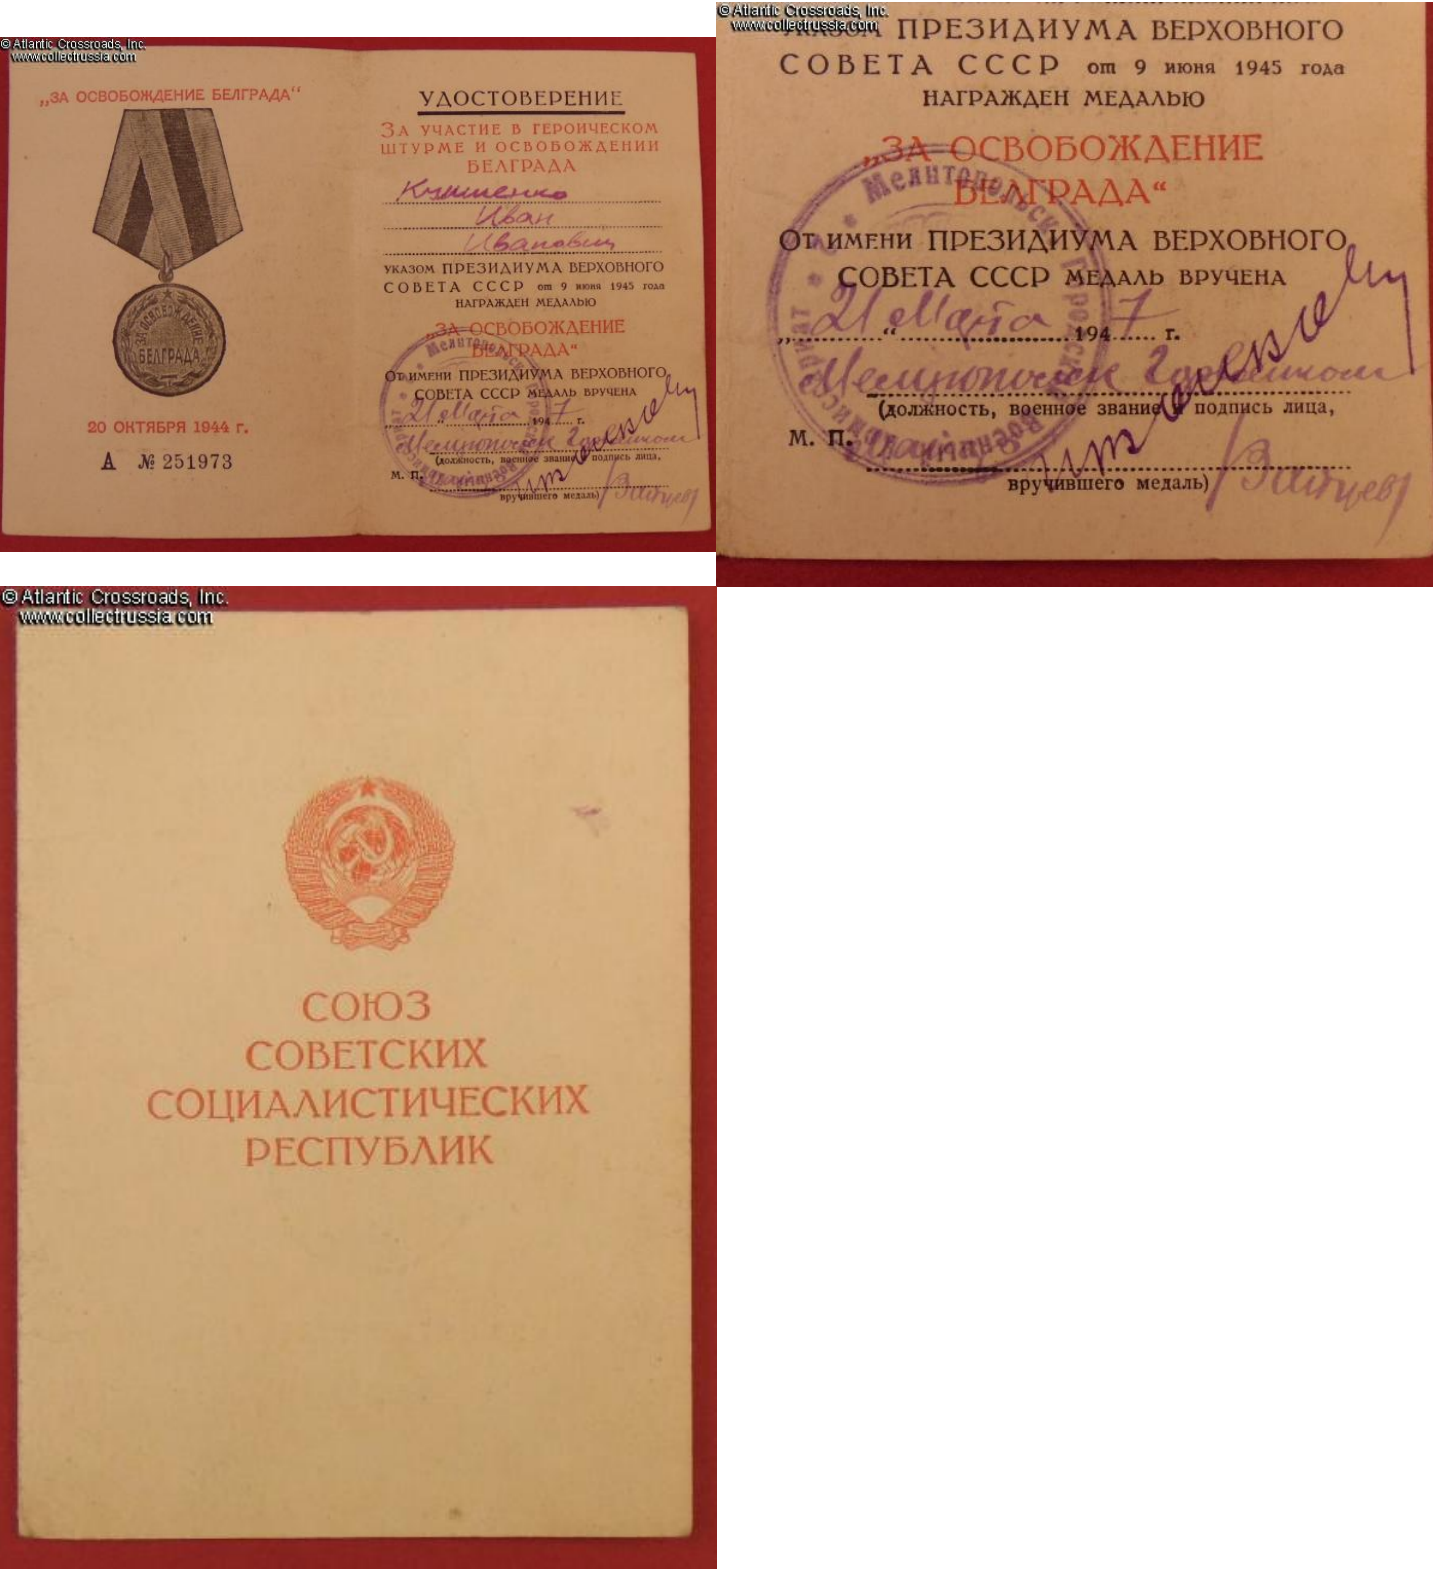 © Atlantic Crossroads, Inc.
www.collectrussia.com
„ЗА ОСВОБОЖДЕНИЕ БЕЛГРАДА“
ЗА ОСВОБОЖДЕНИЕ
БЕЛГРАДА
20 ОКТЯБРЯ 1944 г.
А № 251973
УДОСТОВЕРЕНИЕ
ЗА УЧАСТИЕ В ГЕРОИЧЕСКОМ
ШТУРМЕ И ОСВОБОЖДЕНИИ
БЕЛГРАДА
Иван
Иванович
УКАЗОМ ПРЕЗИДИУМА ВЕРХОВНОГО
СОВЕТА СССР от 9 июня 1945 года
НАГРАЖДЕН МЕДАЛЬЮ
„ЗА ОСВОБОЖДЕНИЕ
БЕЛГРАДА“
ОТ ИМЕНИ ПРЕЗИДИУМА ВЕРХОВНОГО
СОВЕТА СССР МЕДАЛЬ ВРУЧЕНА
„21“ Марта 1947 г.
(должность, военное звание и подпись лица,
М. П.
вручившего медаль)
© Atlantic Crossroads, Inc.
www.collectrussia.com
УКАЗОМ ПРЕЗИДИУМА ВЕРХОВНОГО
СОВЕТА СССР от 9 июня 1945 года
НАГРАЖДЕН МЕДАЛЬЮ
„ЗА ОСВОБОЖДЕНИЕ
БЕЛГРАДА“
ОТ ИМЕНИ ПРЕЗИДИУМА ВЕРХОВНОГО
СОВЕТА СССР МЕДАЛЬ ВРУЧЕНА
„21“ Марта 1947 г.
(должность, военное звание и подпись лица,
М. П.
вручившего медаль)
Зайцев
© Atlantic Crossroads, Inc.
www.collectrussia.com
СОЮЗ
СОВЕТСКИХ
СОЦИАЛИСТИЧЕСКИХ
РЕСПУБЛИК